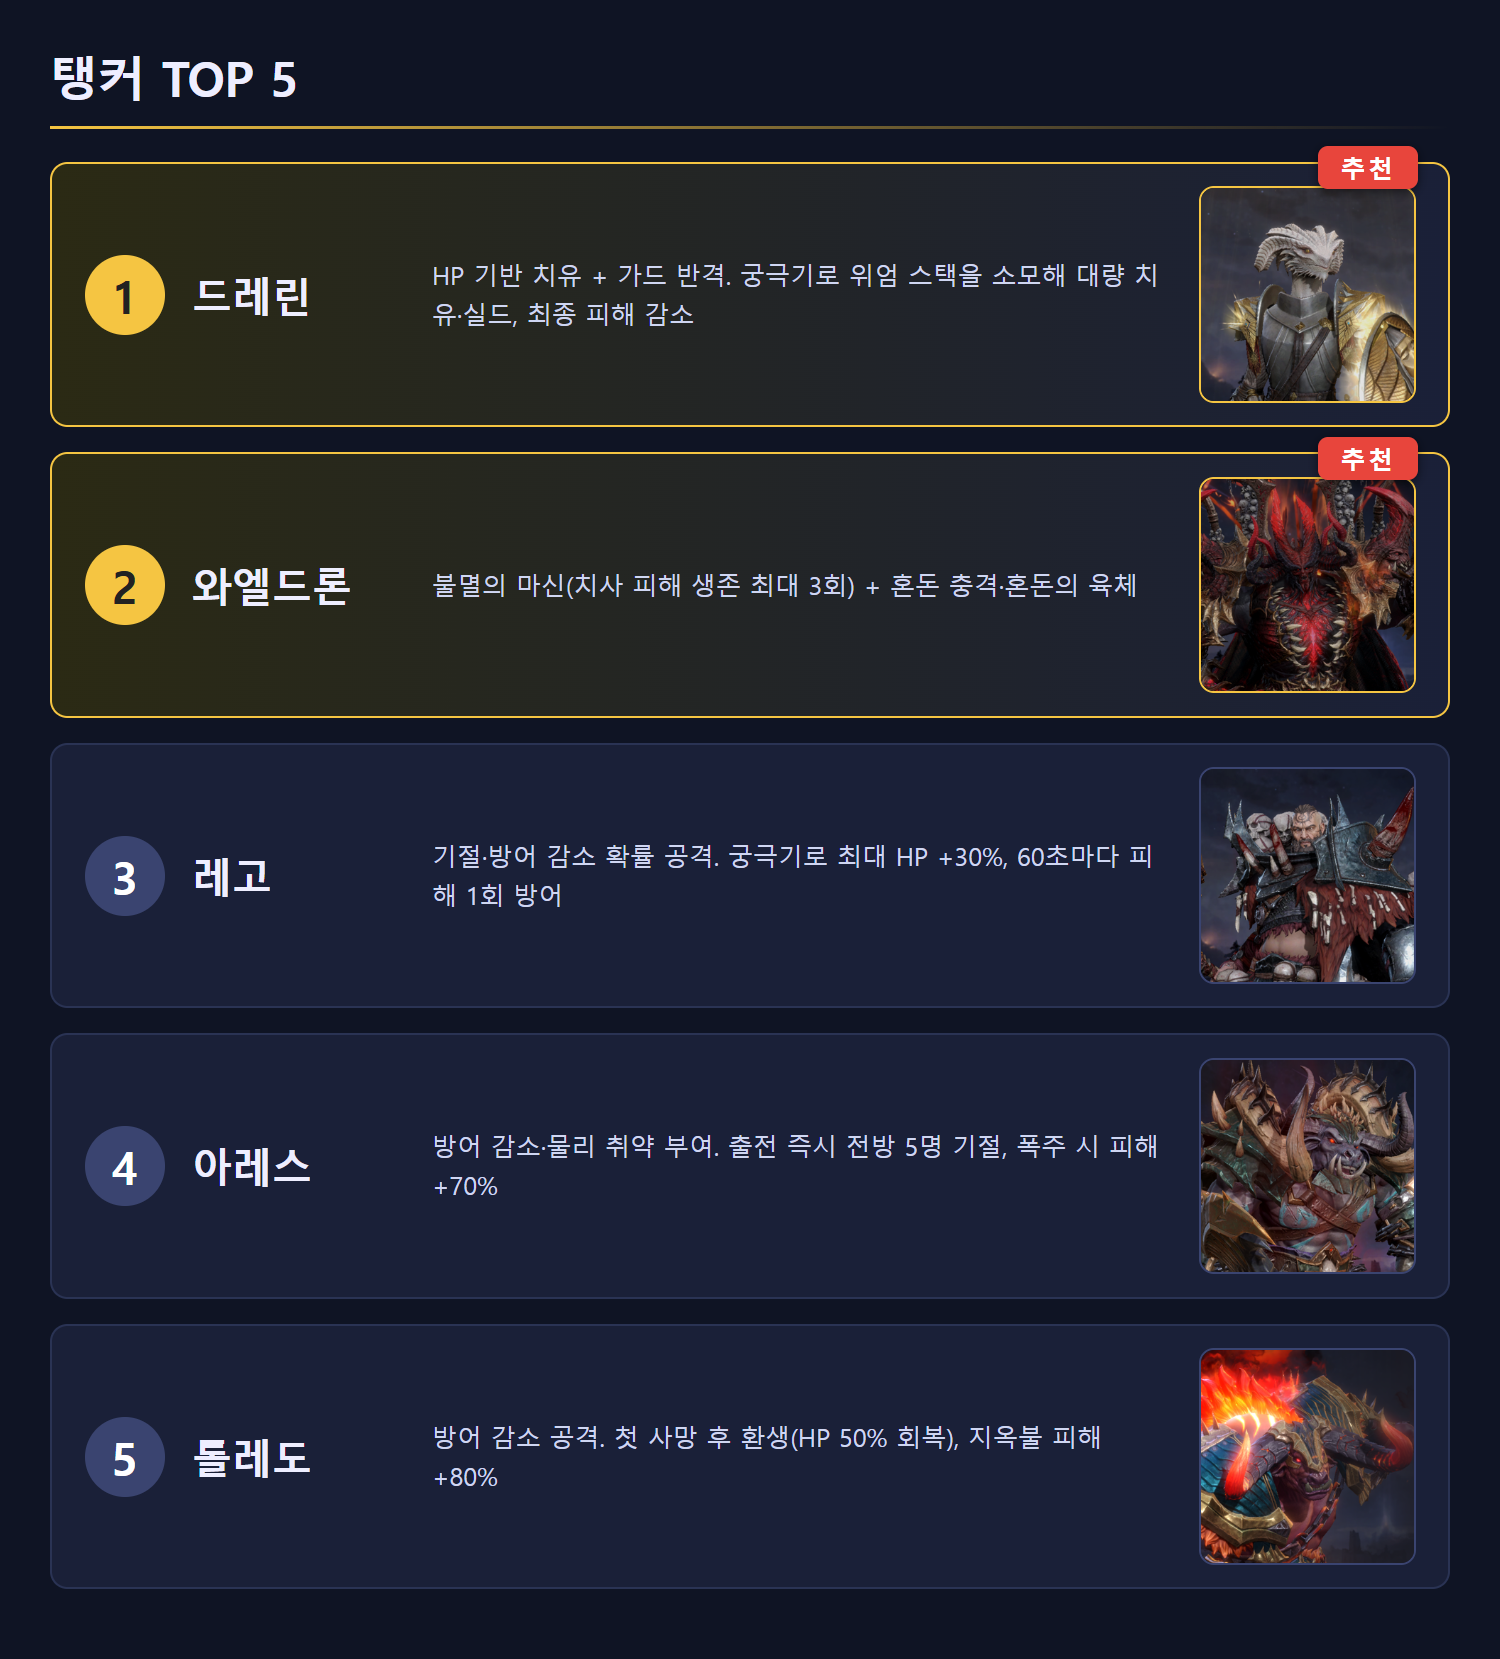 탱커 TOP 5
추천
1
드레린
HP 기반 치유 + 가드 반격. 궁극기로 위엄 스택을 소모해 대량 치
유·실드, 최종 피해 감소
추천
2
와엘드론
불멸의 마신(치사 피해 생존 최대 3회) + 혼돈 충격·혼돈의 육체
3
레고
기절·방어 감소 확률 공격. 궁극기로 최대 HP +30%, 60초마다 피
해 1회 방어
4
아레스
방어 감소·물리 취약 부여. 출전 즉시 전방 5명 기절, 폭주 시 피해
+70%
5
톨레도
방어 감소 공격. 첫 사망 후 환생(HP 50% 회복), 지옥불 피해
+80%